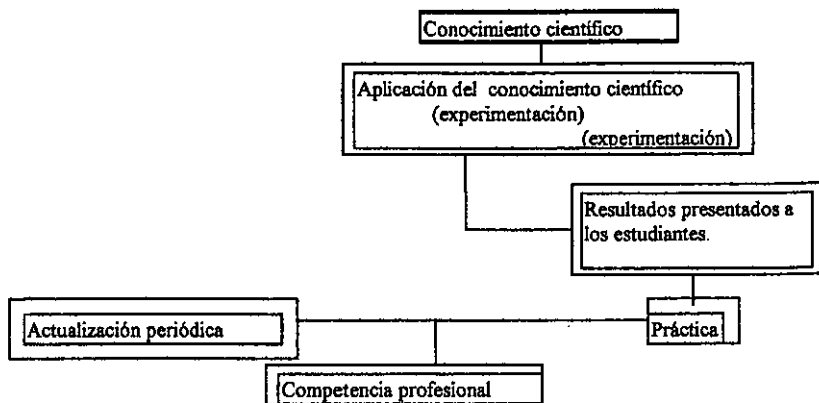 Conocimiento científico
Aplicación del conocimiento científico
(experimentación)
(experimentación)
Resultados presentados a
los estudiantes.
Actualización periódica
Práctica
Competencia profesional